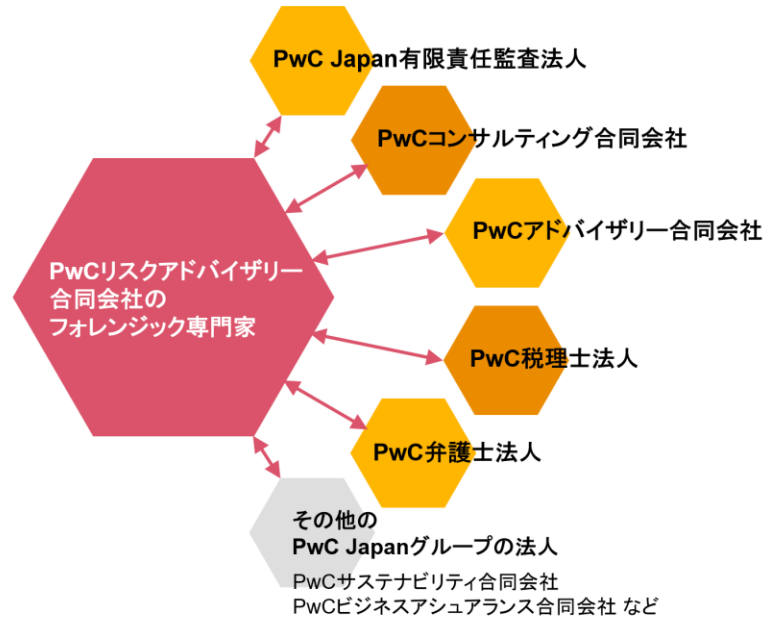 PwC Japan有限責任監査法人
PwCコンサルティング合同会社
PwCアドバイザリー合同会社
PwCリスクアドバイザリー
合同会社の
フォレンジック専門家
PwC税理士法人
PwC弁護士法人
その他の
PwC Japanグループの法人
PwCサステナビリティ合同会社
PwCビジネスアシュアランス合同会社 など